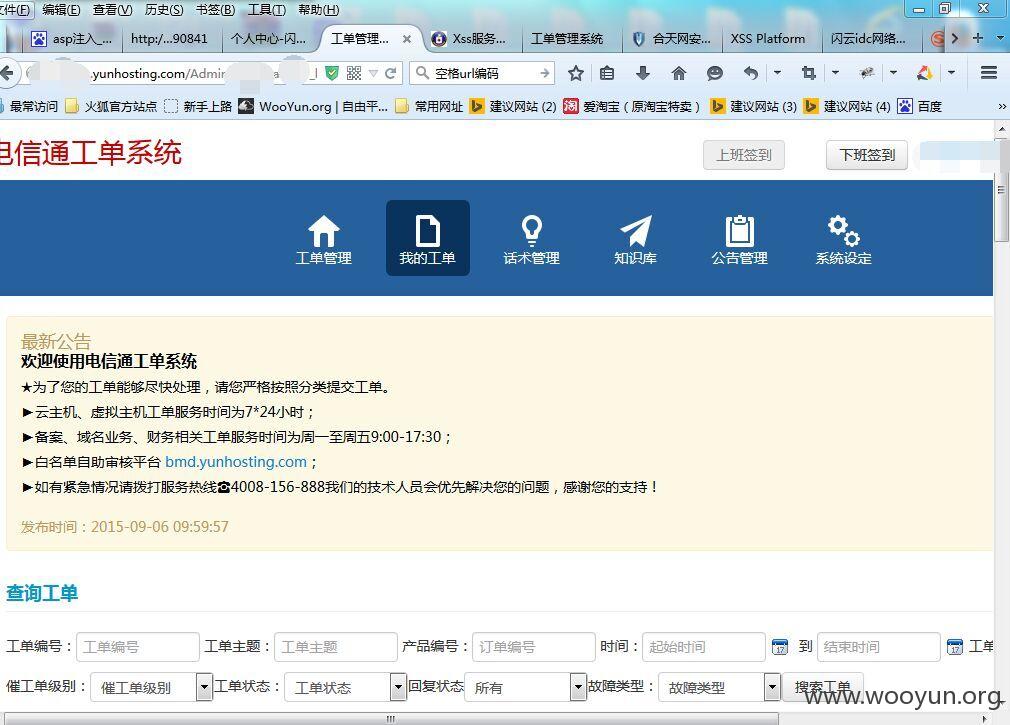 文件(F) 编辑(E) 查看(V) 历史(S) 书签(B) 工具(T) 帮助(H)
asp注入_... http:/...90841 个人中心-闪... 工单管理... × Xss服务... 工单管理系统 合天网安... XSS Platform 闪云idc网络...
.yunhosting.com/Admin 空格url编码
最常访问 火狐官方站点 新手上路 WooYun.org | 自由平... 常用网址 建议网站 (2) 爱淘宝（原淘宝特卖） 建议网站 (3) 建议网站 (4) 百度 »
电信通工单系统 上班签到 下班签到
工单管理 我的工单 话术管理 知识库 公告管理 系统设定
最新公告
欢迎使用电信通工单系统
★为了您的工单能够尽快处理，请您严格按照分类提交工单。
►云主机、虚拟主机工单服务时间为7*24小时；
►备案、域名业务、财务相关工单服务时间为周一至周五9:00-17:30；
►白名单自助审核平台 bmd.yunhosting.com；
►如有紧急情况请拨打服务热线☎4008-156-888我们的技术人员会优先解决您的问题，感谢您的支持！
发布时间：2015-09-06 09:59:57
查询工单
工单编号： 工单编号 工单主题： 工单主题 产品编号： 订单编号 时间： 起始时间 到 结束时间 工单
催工单级别： 催工单级别 工单状态： 工单状态 回复状态 所有 故障类型： 故障类型 搜索工单
www.wooyun.org